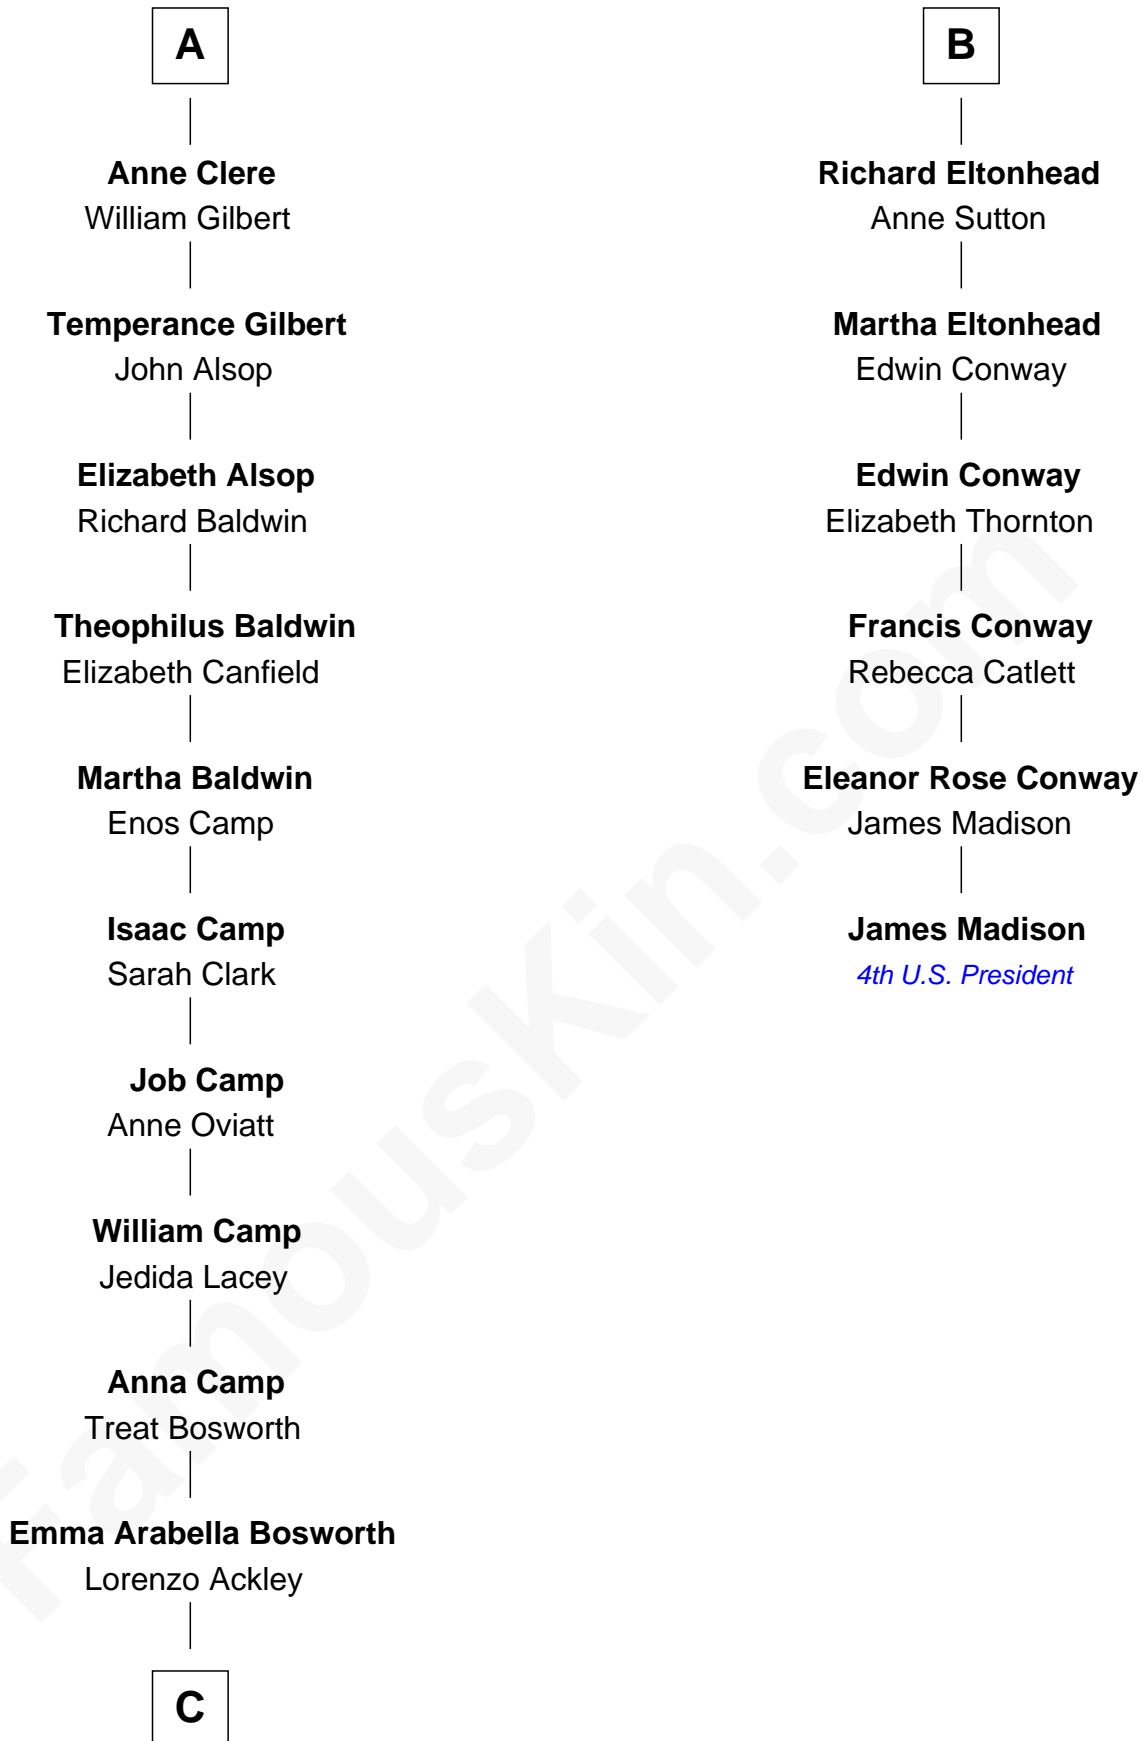 A
Anne Clere
William Gilbert
Temperance Gilbert
John Alsop
Elizabeth Alsop
Richard Baldwin
Theophilus Baldwin
Elizabeth Canfield
Martha Baldwin
Enos Camp
Isaac Camp
Sarah Clark
Job Camp
Anne Oviatt
William Camp
Jedida Lacey
Anna Camp
Treat Bosworth
Emma Arabella Bosworth
Lorenzo Ackley
C
B
Richard Eltonhead
Anne Sutton
Martha Eltonhead
Edwin Conway
Edwin Conway
Elizabeth Thornton
Francis Conway
Rebecca Catlett
Eleanor Rose Conway
James Madison
James Madison
4th U.S. President
FamousKin.com